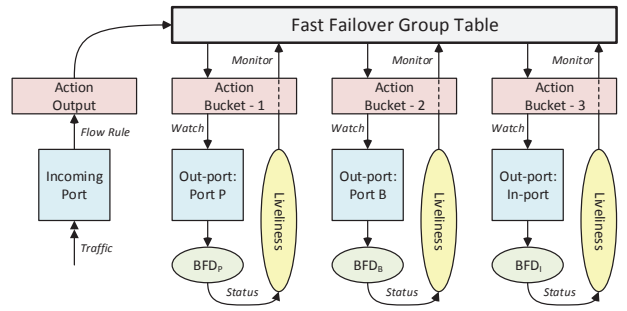 Fast Failover Group Table
Monitor
Monitor
Monitor
Action
Output
Action
Bucket - 1
Action
Bucket - 2
Action
Bucket - 3
Flow Rule
Watch
Watch
Watch
Incoming
Port
Out-port:
Port P
Liveliness
Out-port:
Port B
Liveliness
Out-port:
In-port
Liveliness
Traffic
BFDP
BFDB
BFDI
Status
Status
Status